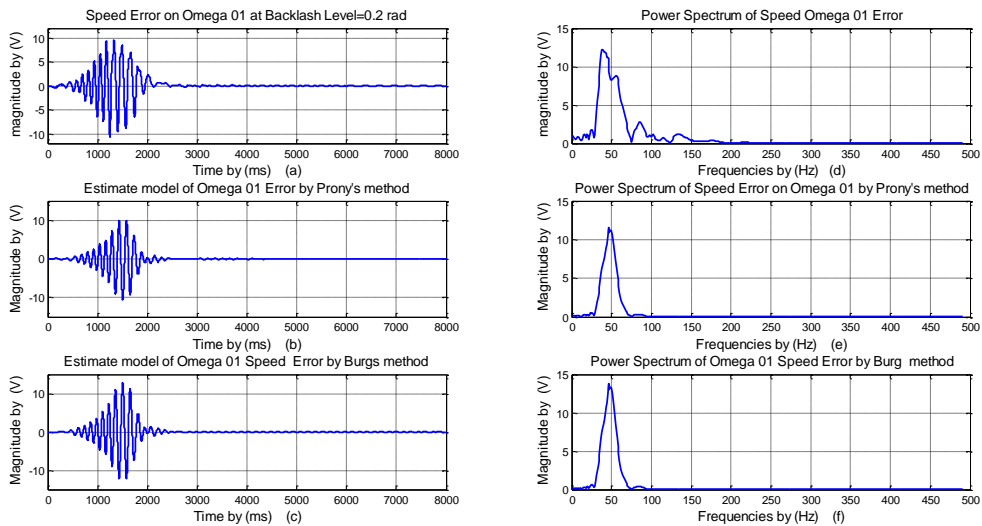 Speed Error on Omega 01 at Backlash Level=0.2 rad
magnitude by (V)
10
5
0
-5
-10
0 1000 2000 3000 4000 5000 6000 7000 8000
Time by (ms) (a)
Power Spectrum of Speed Omega 01 Error
magnitude by (V)
15
10
5
0
0 50 100 150 200 250 300 350 400 450 500
Frequencies by (Hz) (d)
Estimate model of Omega 01 Error by Prony's method
Magnitude by (V)
10
0
-10
0 1000 2000 3000 4000 5000 6000 7000 8000
Time by (ms) (b)
Power Spectrum of Speed Error on Omega 01 by Prony's method
Magnitude by (V)
15
10
5
0
0 50 100 150 200 250 300 350 400 450 500
Frequencies by (Hz) (e)
Estimate model of Omega 01 Speed Error by Burgs method
Magnitude by (V)
10
0
-10
0 1000 2000 3000 4000 5000 6000 7000 8000
Time by (ms) (c)
Power Spectrum of Omega 01 Speed Error by Burg method
Magnitude by (V)
15
10
5
0
0 50 100 150 200 250 300 350 400 450 500
Frequencies by (Hz) (f)